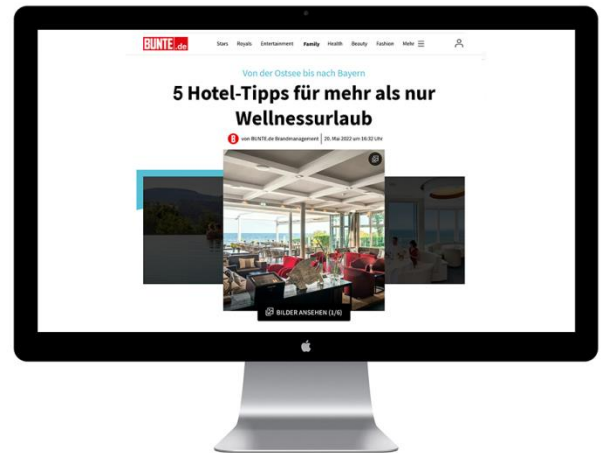 BUNTE.de
Stars Royals Entertainment Family Health Beauty Fashion Mehr
Von der Ostsee bis nach Bayern
5 Hotel-Tipps für mehr als nur
Wellnessurlaub
von BUNTE.de Brandmanagement | 20. Mai 2022 um 16:32 Uhr
BILDER ANSEHEN (1/6)